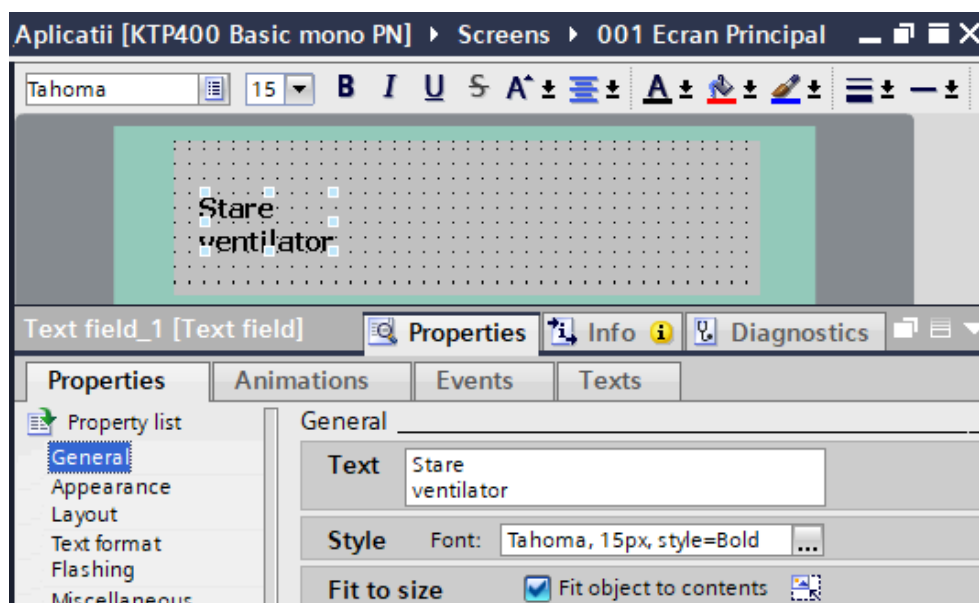 Aplicatii [KTP400 Basic mono PN] ▸ Screens ▸ 001 Ecran Principal
Tahoma 15 B I U S A A
Stare
ventilator
Text field_1 [Text field] Properties Info Diagnostics
Properties Animations Events Texts
Property list
General
Appearance
Layout
Text format
Flashing
Miscellaneous
General
Text Stare
ventilator
Style Font: Tahoma, 15px, style=Bold ...
Fit to size Fit object to contents